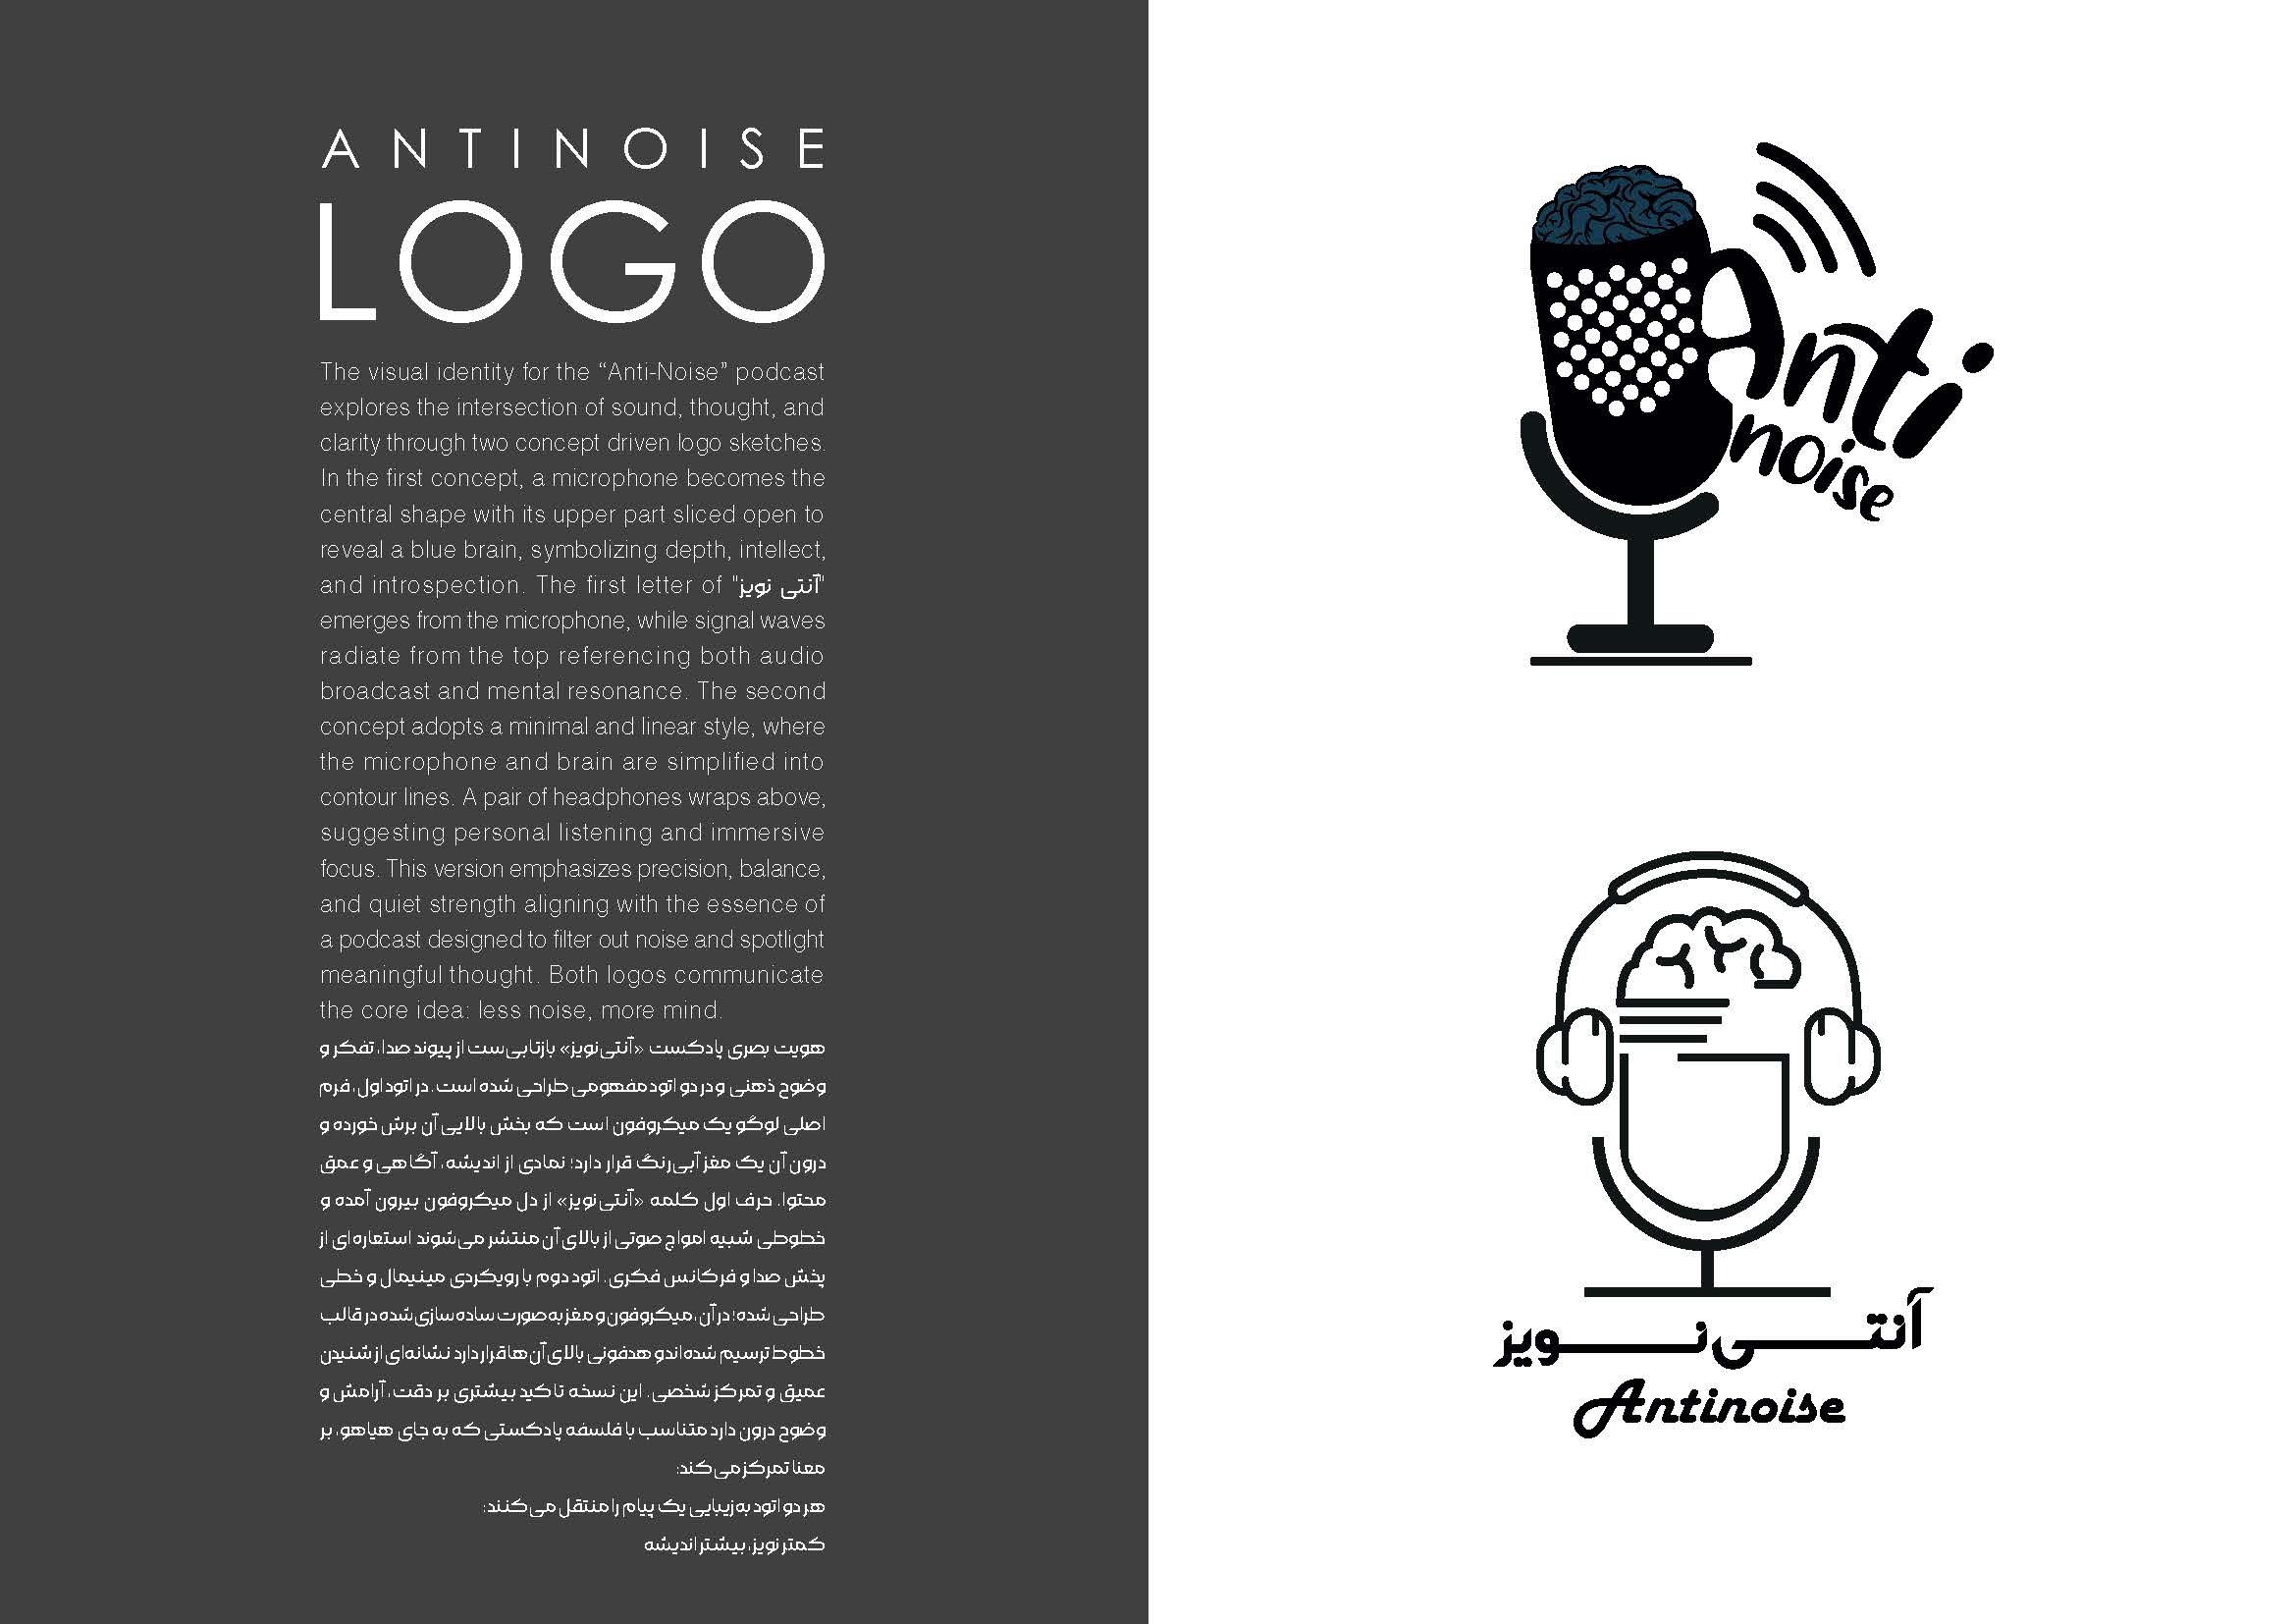 ANTINOISE
LOGO
The visual identity for the “Anti-Noise” podcast
explores the intersection of sound, thought, and
clarity through two concept driven logo sketches.
In the first concept, a microphone becomes the
central shape with its upper part sliced open to
reveal a blue brain, symbolizing depth, intellect,
and introspection. The first letter of "آنتی نویز"
emerges from the microphone, while signal waves
radiate from the top referencing both audio
broadcast and mental resonance. The second
concept adopts a minimal and linear style, where
the microphone and brain are simplified into
contour lines. A pair of headphones wraps above,
suggesting personal listening and immersive
focus. This version emphasizes precision, balance,
and quiet strength aligning with the essence of
a podcast designed to filter out noise and spotlight
meaningful thought. Both logos communicate
the core idea: less noise, more mind.
هویت بصری پادکست «آنتی‌نویز» بازتابی‌ست از پیوند صدا، تفکر و
وضوح ذهنی و در دو اتود مفهومی طراحی شده است. در اتود اول، فرم
اصلی لوگو یک میکروفون است که بخش بالایی آن برش خورده و
درون آن یک مغز آبی‌رنگ قرار دارد؛ نمادی از اندیشه، آگاهی و عمق
محتوا. حرف اول کلمه «آنتی‌نویز» از دل میکروفون بیرون آمده و
خطوطی شبیه امواج صوتی از بالای آن منتشر می‌شوند استعاره‌ای از
پخش صدا و فرکانس فکری. اتود دوم با رویکردی مینیمال و خطی
طراحی شده؛ در آن، میکروفون و مغز به‌صورت ساده‌سازی‌شده در قالب
خطوط ترسیم شده‌اند و هدفونی بالای آن‌ها قرار دارد نشانه‌ای از شنیدن
عمیق و تمرکز شخصی. این نسخه تاکید بیشتری بر دقت، آرامش و
وضوح درون دارد متناسب با فلسفه پادکستی که به جای هیاهو، بر
معنا تمرکز می‌کند:
هر دو اتود به‌زیبایی یک پیام را منتقل می‌کنند:
کمتر نویز، بیشتر اندیشه
Anti
noise
آنتی‌نویز
Antinoise